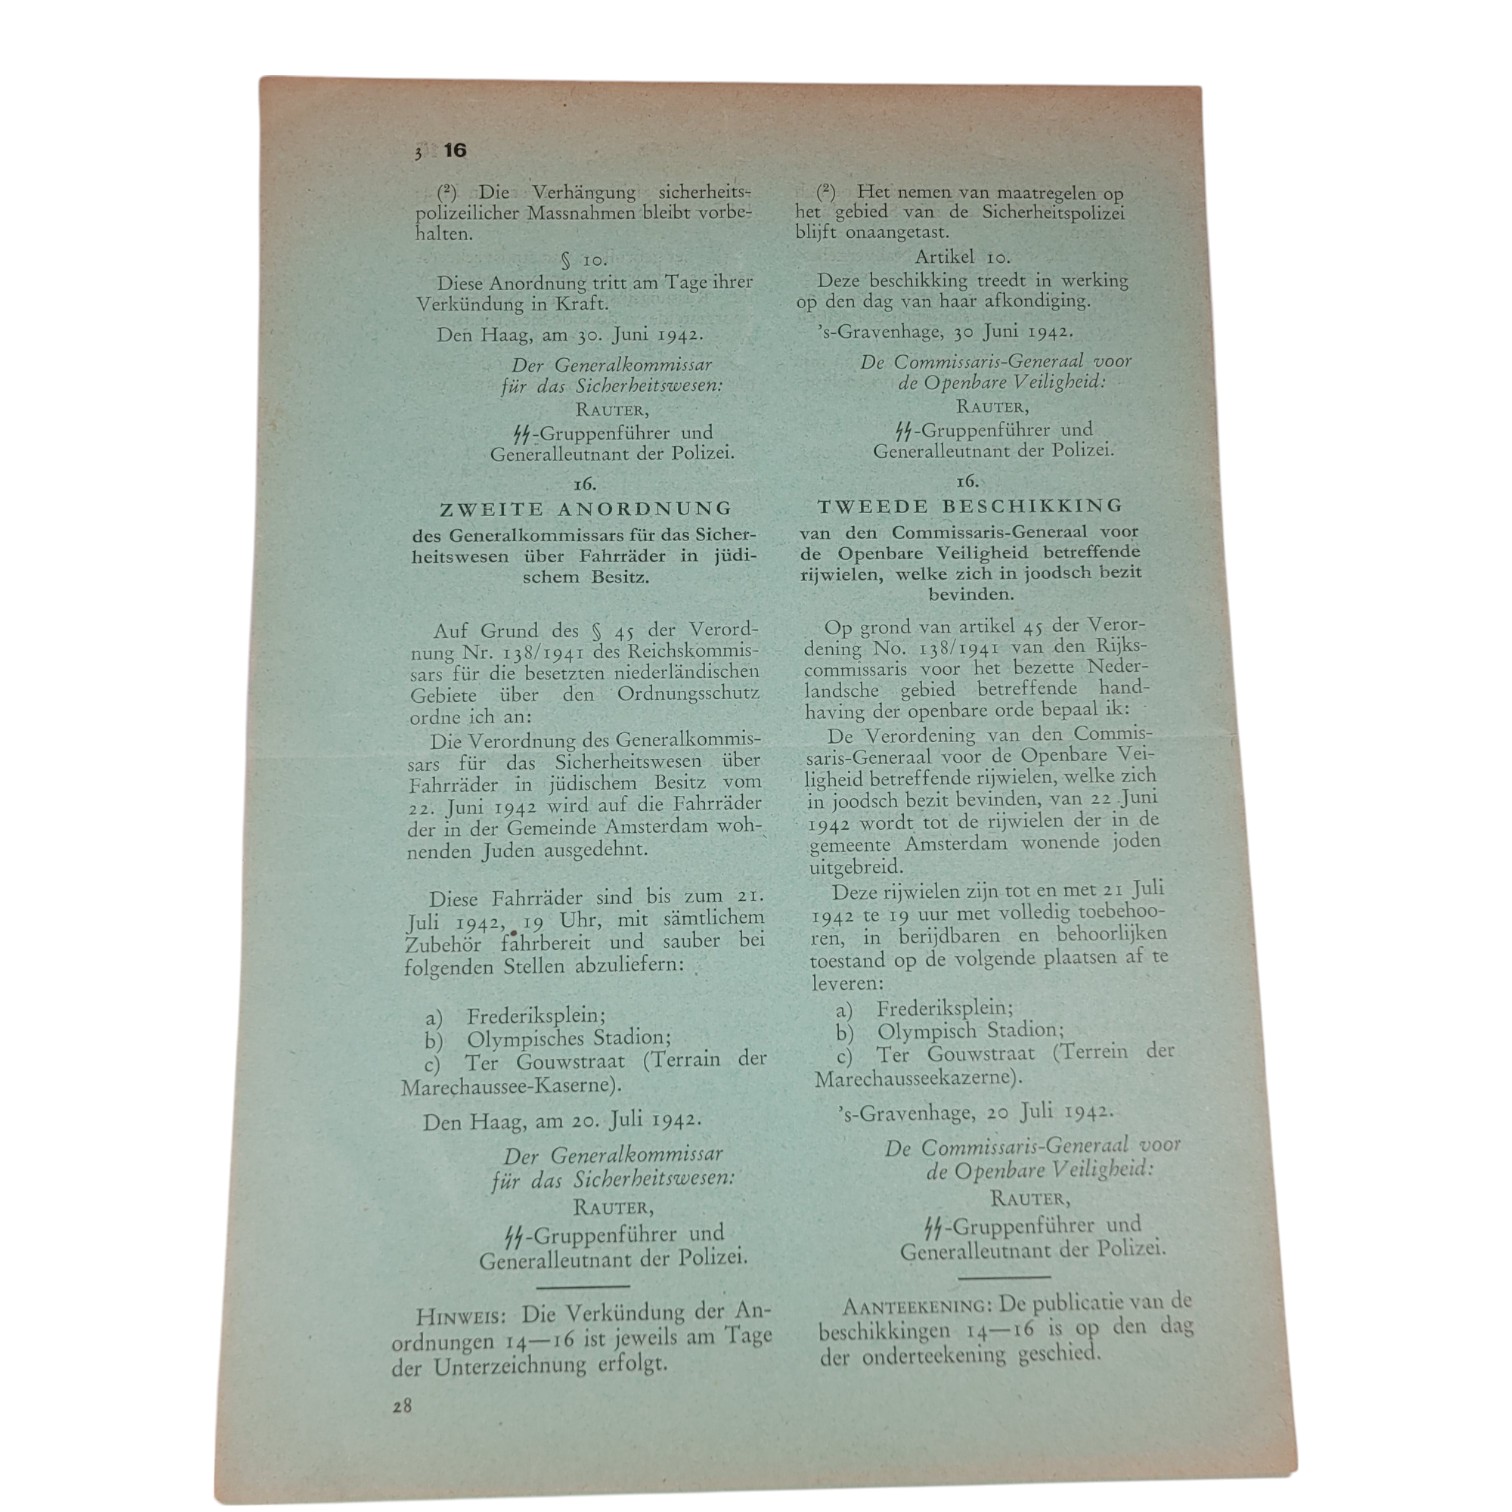 3 16
(²) Die Verhängung sicherheits-
polizeilicher Massnahmen bleibt vorbe-
halten.
§ 10.
Diese Anordnung tritt am Tage ihrer
Verkündung in Kraft.
Den Haag, am 30. Juni 1942.
Der Generalkommissar
für das Sicherheitswesen:
RAUTER,
ᛋᛋ-Gruppenführer und
Generalleutnant der Polizei.
16.
ZWEITE ANORDNUNG
des Generalkommissars für das Sicher-
heitswesen über Fahrräder in jüdi-
schem Besitz.
Auf Grund des § 45 der Verord-
nung Nr. 138/1941 des Reichskommis-
sars für die besetzten niederländischen
Gebiete über den Ordnungsschutz
ordne ich an:
Die Verordnung des Generalkommis-
sars für das Sicherheitswesen über
Fahrräder in jüdischem Besitz vom
22. Juni 1942 wird auf die Fahrräder
der in der Gemeinde Amsterdam woh-
nenden Juden ausgedehnt.
Diese Fahrräder sind bis zum 21.
Juli 1942, 19 Uhr, mit sämtlichem
Zubehör fahrbereit und sauber bei
folgenden Stellen abzuliefern:
a) Frederiksplein;
b) Olympisches Stadion;
c) Ter Gouwstraat (Terrain der
Marechaussee-Kaserne).
Den Haag, am 20. Juli 1942.
Der Generalkommissar
für das Sicherheitswesen:
RAUTER,
ᛋᛋ-Gruppenführer und
Generalleutnant der Polizei.
HINWEIS: Die Verkündung der An-
ordnungen 14—16 ist jeweils am Tage
der Unterzeichnung erfolgt.
28
(²) Het nemen van maatregelen op
het gebied van de Sicherheitspolizei
blijft onaangetast.
Artikel 10.
Deze beschikking treedt in werking
op den dag van haar afkondiging.
's-Gravenhage, 30 Juni 1942.
De Commissaris-Generaal voor
de Openbare Veiligheid:
RAUTER,
ᛋᛋ-Gruppenführer und
Generalleutnant der Polizei.
16.
TWEEDE BESCHIKKING
van den Commissaris-Generaal voor
de Openbare Veiligheid betreffende
rijwielen, welke zich in joodsch bezit
bevinden.
Op grond van artikel 45 der Veror-
dening No. 138/1941 van den Rijks-
commissaris voor het bezette Neder-
landsche gebied betreffende hand-
having der openbare orde bepaal ik:
De Verordening van den Commis-
saris-Generaal voor de Openbare Vei-
ligheid betreffende rijwielen, welke zich
in joodsch bezit bevinden, van 22 Juni
1942 wordt tot de rijwielen der in de
gemeente Amsterdam wonende joden
uitgebreid.
Deze rijwielen zijn tot en met 21 Juli
1942 te 19 uur met volledig toebehoo-
ren, in berijdbaren en behoorlijken
toestand op de volgende plaatsen af te
leveren:
a) Frederiksplein;
b) Olympisch Stadion;
c) Ter Gouwstraat (Terrein der
Marechausseekazerne).
's-Gravenhage, 20 Juli 1942.
De Commissaris-Generaal voor
de Openbare Veiligheid:
RAUTER,
ᛋᛋ-Gruppenführer und
Generalleutnant der Polizei.
AANTEEKENING: De publicatie van de
beschikkingen 14—16 is op den dag
der onderteekening geschied.